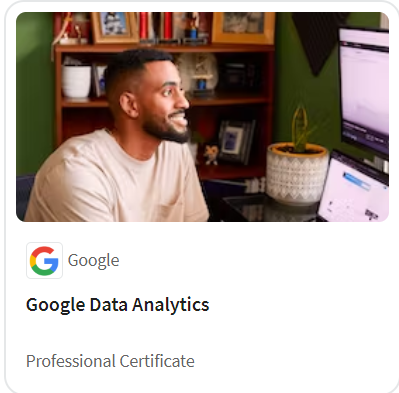 Google
Google Data Analytics
Professional Certificate